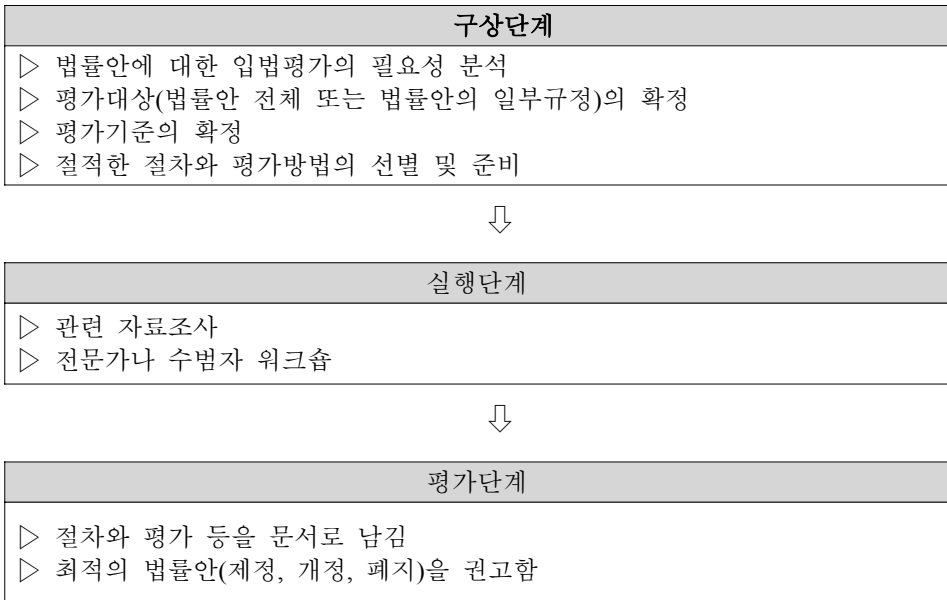 구상단계
▷ 법률안에 대한 입법평가의 필요성 분석
▷ 평가대상(법률안 전체 또는 법률안의 일부규정)의 확정
▷ 평가기준의 확정
▷ 절적한 절차와 평가방법의 선별 및 준비
⇩
실행단계
▷ 관련 자료조사
▷ 전문가나 수범자 워크숍
⇩
평가단계
▷ 절차와 평가 등을 문서로 남김
▷ 최적의 법률안(제정, 개정, 폐지)을 권고함